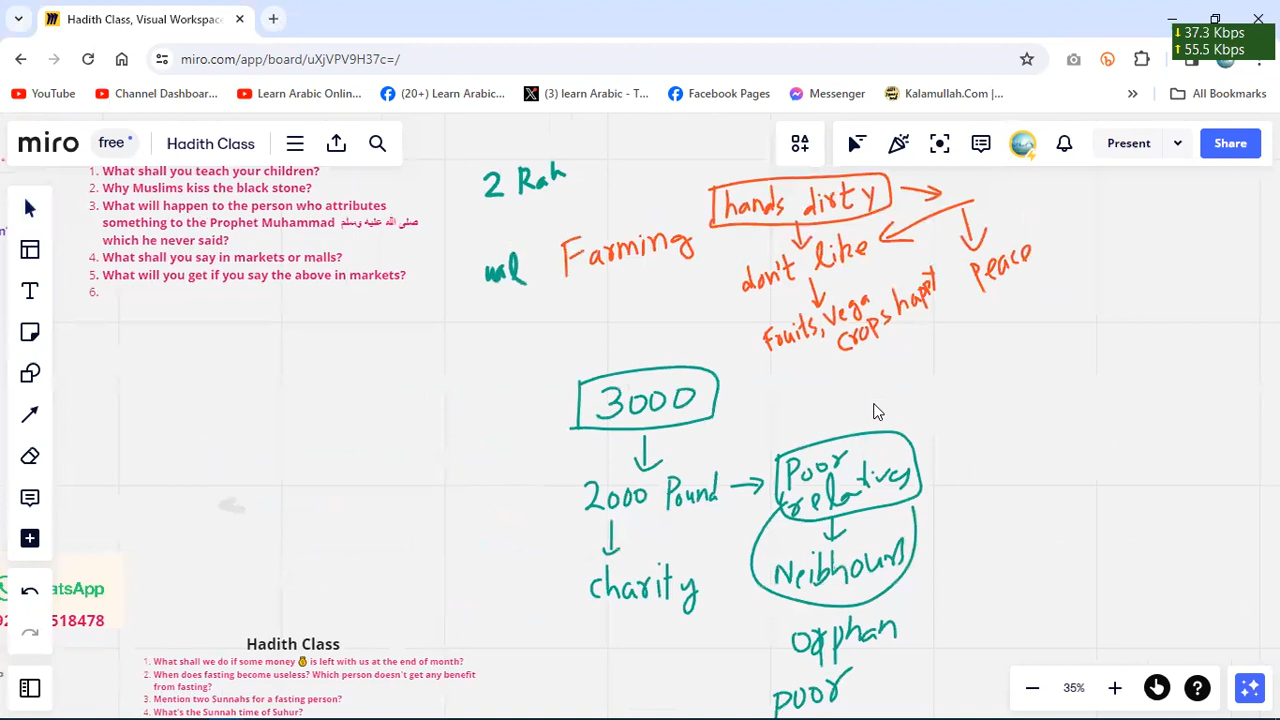 Hadith Class, Visual Workspac
37.3 Kbps
55.5 Kbps
miro.com/app/board/uXjVPV9H37c=/
YouTube
Channel Dashboar...
Learn Arabic Onlin...
(20+) Learn Arabic...
(3) learn Arabic - T...
Facebook Pages
Messenger
Kalamullah.Com |...
All Bookmarks
miro
free
Hadith Class
Present
Share
1. What shall you teach your children?
2. Why Muslims kiss the black stone?
3. What will happen to the person who attributes
something to the Prophet Muhammad صلى الله عليه وسلم
which he never said?
4. What shall you say in markets or malls?
5. What will you get if you say the above in markets?
6.
2 Rah
hands dirty
Farming
don't like
Peace
Fruits, Vega
Crops happt
3000
2000 Pound
Poor
relatives
charity
Neibhours
orphan
poor
hatsApp
518478
Hadith Class
1. What shall we do if some money 💰 is left with us at the end of month?
2. When does fasting become useless? Which person doesn't get any benefit
from fasting?
3. Mention two Sunnahs for a fasting person?
4. What's the Sunnah time of Suhur?
35%